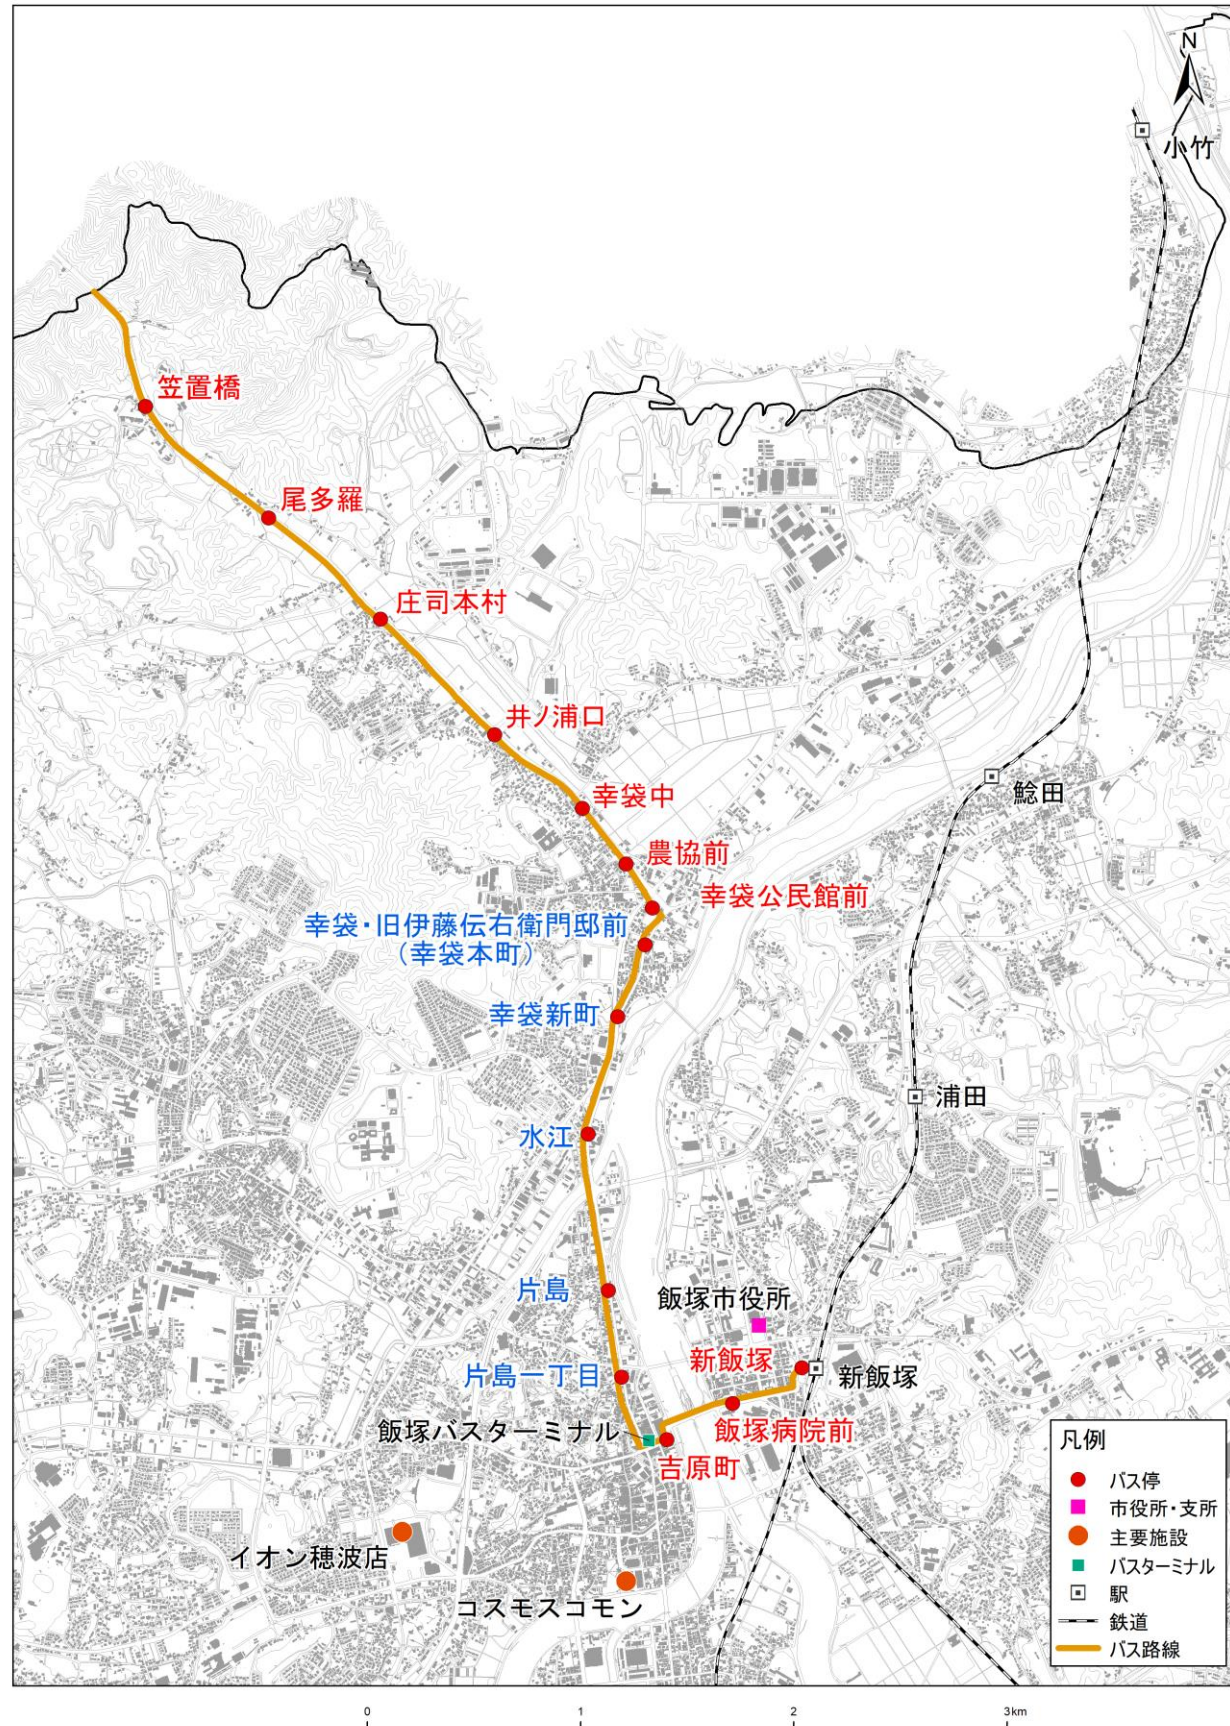 N
小竹
笠置橋
尾多羅
庄司本村
井ノ浦口
幸袋中
鯰田
農協前
幸袋公民館前
幸袋・旧伊藤伝右衛門邸前
（幸袋本町）
幸袋新町
浦田
水江
片島
飯塚市役所
新飯塚
新飯塚
片島一丁目
飯塚バスターミナル
飯塚病院前
吉原町
イオン穂波店
コスモスコモン
凡例
バス停
市役所・支所
主要施設
バスターミナル
駅
鉄道
バス路線
0 1 2 3km